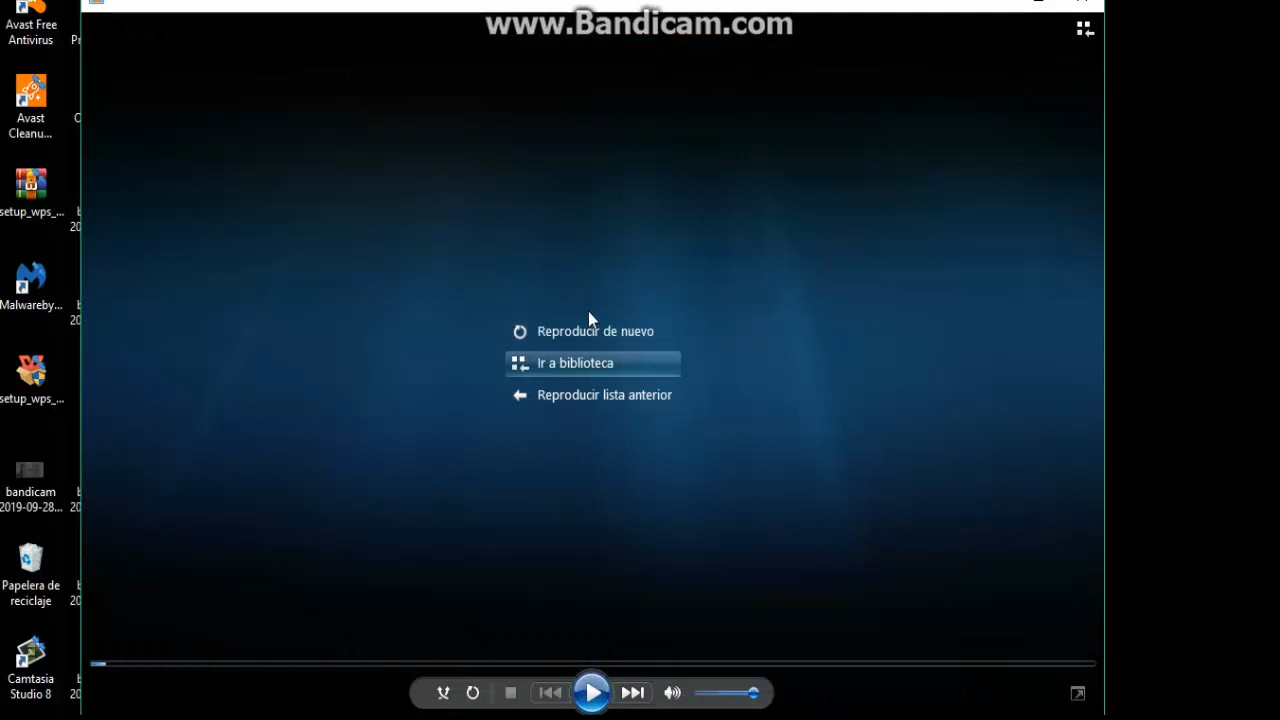 www.Bandicam.com
Avast Free
Antivirus
Avast
Cleanu...
setup_wps_...
Malwareby...
setup_wps_...
bandicam
2019-09-28...
Papelera de
reciclaje
Camtasia
Studio 8
Reproducir de nuevo
Ir a biblioteca
Reproducir lista anterior